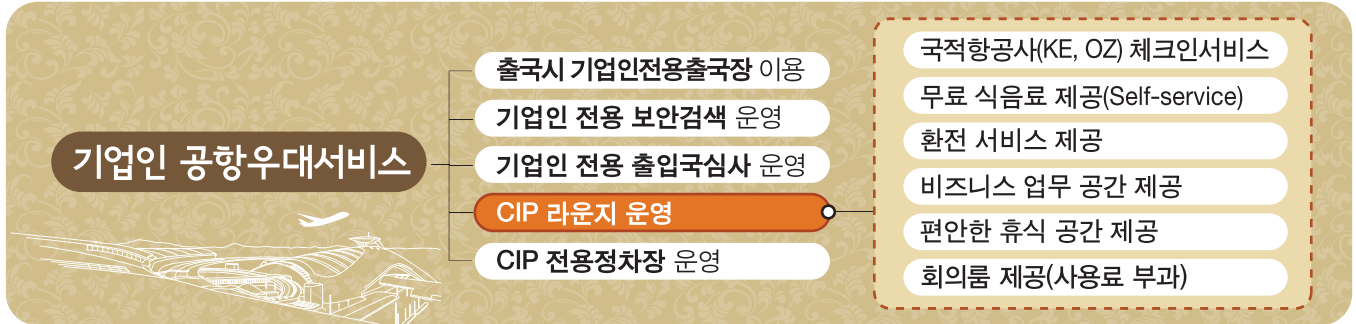 기업인 공항우대서비스
출국시 기업인전용출국장 이용
기업인 전용 보안검색 운영
기업인 전용 출입국심사 운영
CIP 라운지 운영
CIP 전용정차장 운영
국적항공사(KE, OZ) 체크인서비스
무료 식음료 제공(Self-service)
환전 서비스 제공
비즈니스 업무 공간 제공
편안한 휴식 공간 제공
회의룸 제공(사용료 부과)